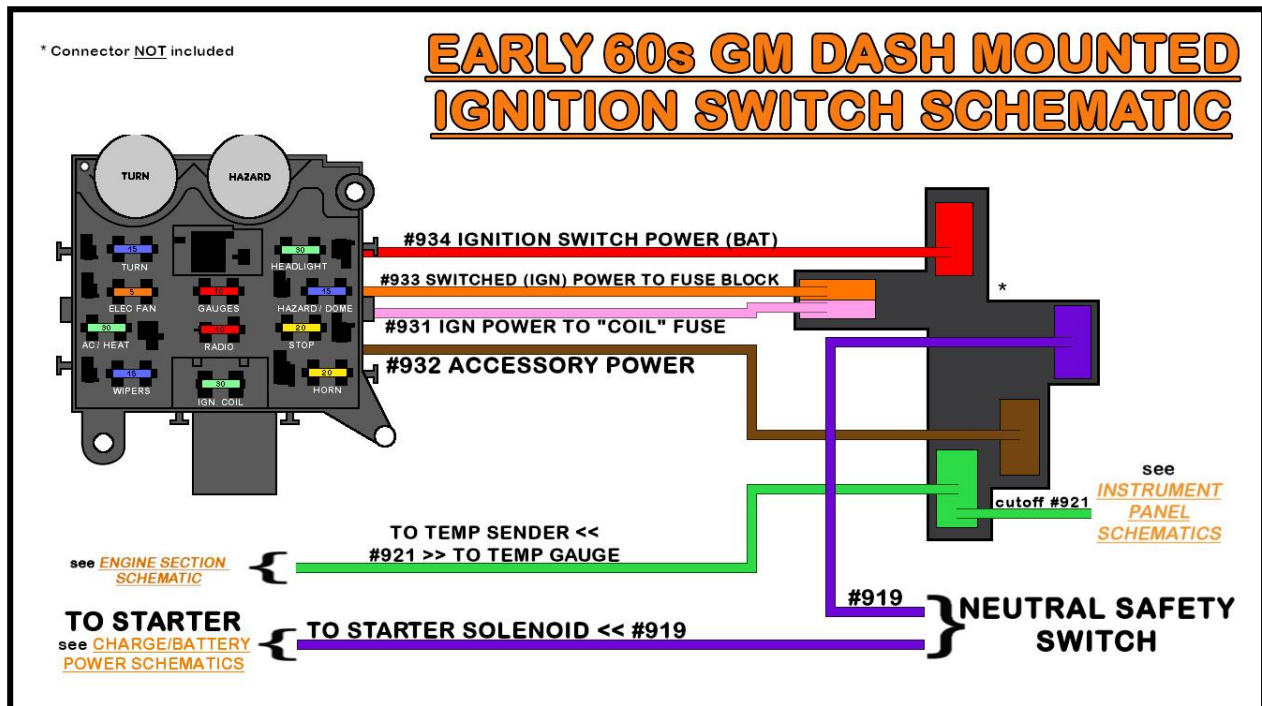 * Connector NOT included
EARLY 60s GM DASH MOUNTED
IGNITION SWITCH SCHEMATIC
TURN
HAZARD
15
TURN
30
HEADLIGHT
5
ELEC FAN
10
GAUGES
15
HAZARD / DOME
30
AC / HEAT
10
RADIO
20
STOP
15
WIPERS
30
IGN. COIL
20
HORN
#934 IGNITION SWITCH POWER (BAT)
#933 SWITCHED (IGN) POWER TO FUSE BLOCK
#931 IGN POWER TO "COIL" FUSE
#932 ACCESSORY POWER
*
see
INSTRUMENT
PANEL
SCHEMATICS
cutoff #921
TO TEMP SENDER <<
#921 >> TO TEMP GAUGE
see ENGINE SECTION
SCHEMATIC
#919
NEUTRAL SAFETY
SWITCH
TO STARTER
see CHARGE/BATTERY
POWER SCHEMATICS
TO STARTER SOLENOID << #919